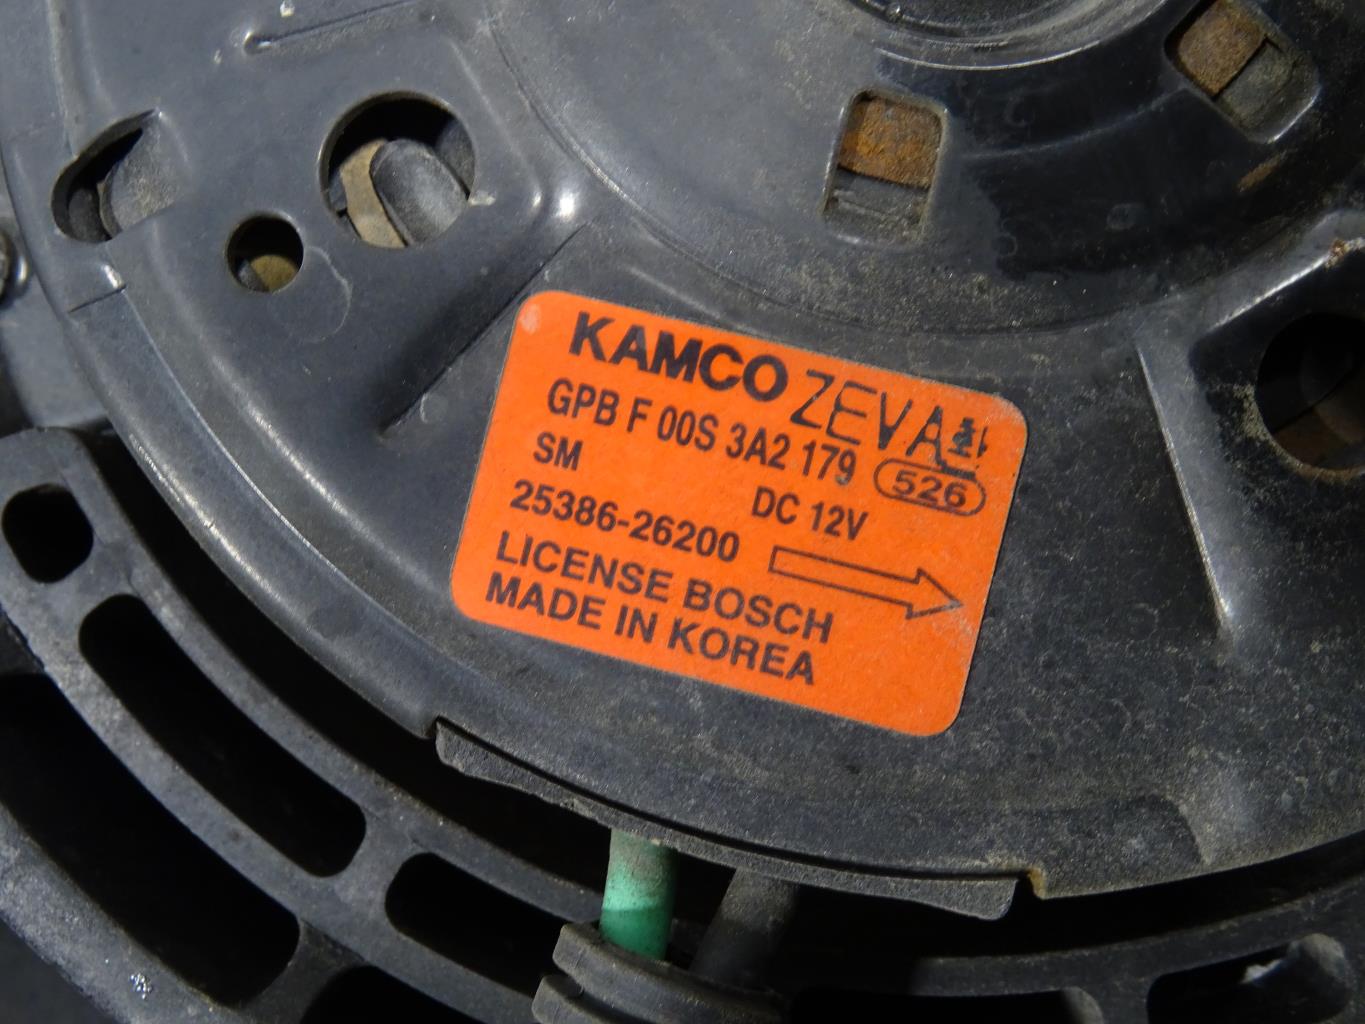 KAMCO ZEVA
GPB F 00S 3A2 179 526
SM DC 12V
25386-26200
LICENSE BOSCH
MADE IN KOREA